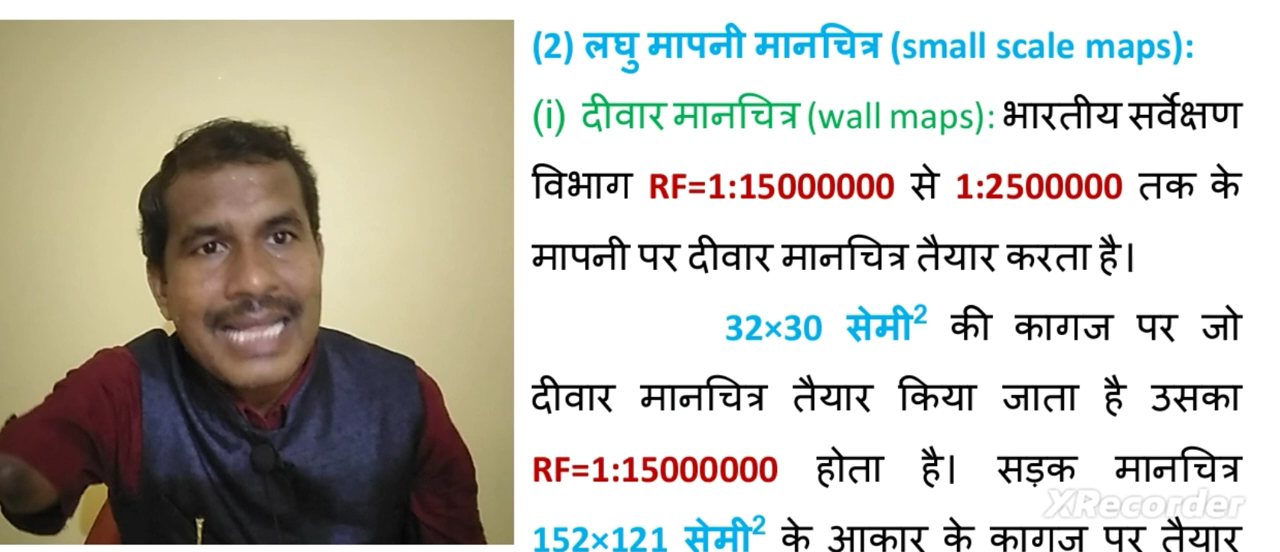 (2) लघु मापनी मानचित्र (small scale maps):
(i) दीवार मानचित्र (wall maps): भारतीय सर्वेक्षण
विभाग RF=1:15000000 से 1:2500000 तक के
मापनी पर दीवार मानचित्र तैयार करता है।
32×30 सेमी² की कागज पर जो
दीवार मानचित्र तैयार किया जाता है उसका
RF=1:15000000 होता है। सड़क मानचित्र
XRecorder
152×121 सेमी² के आकार के कागज पर तैयार